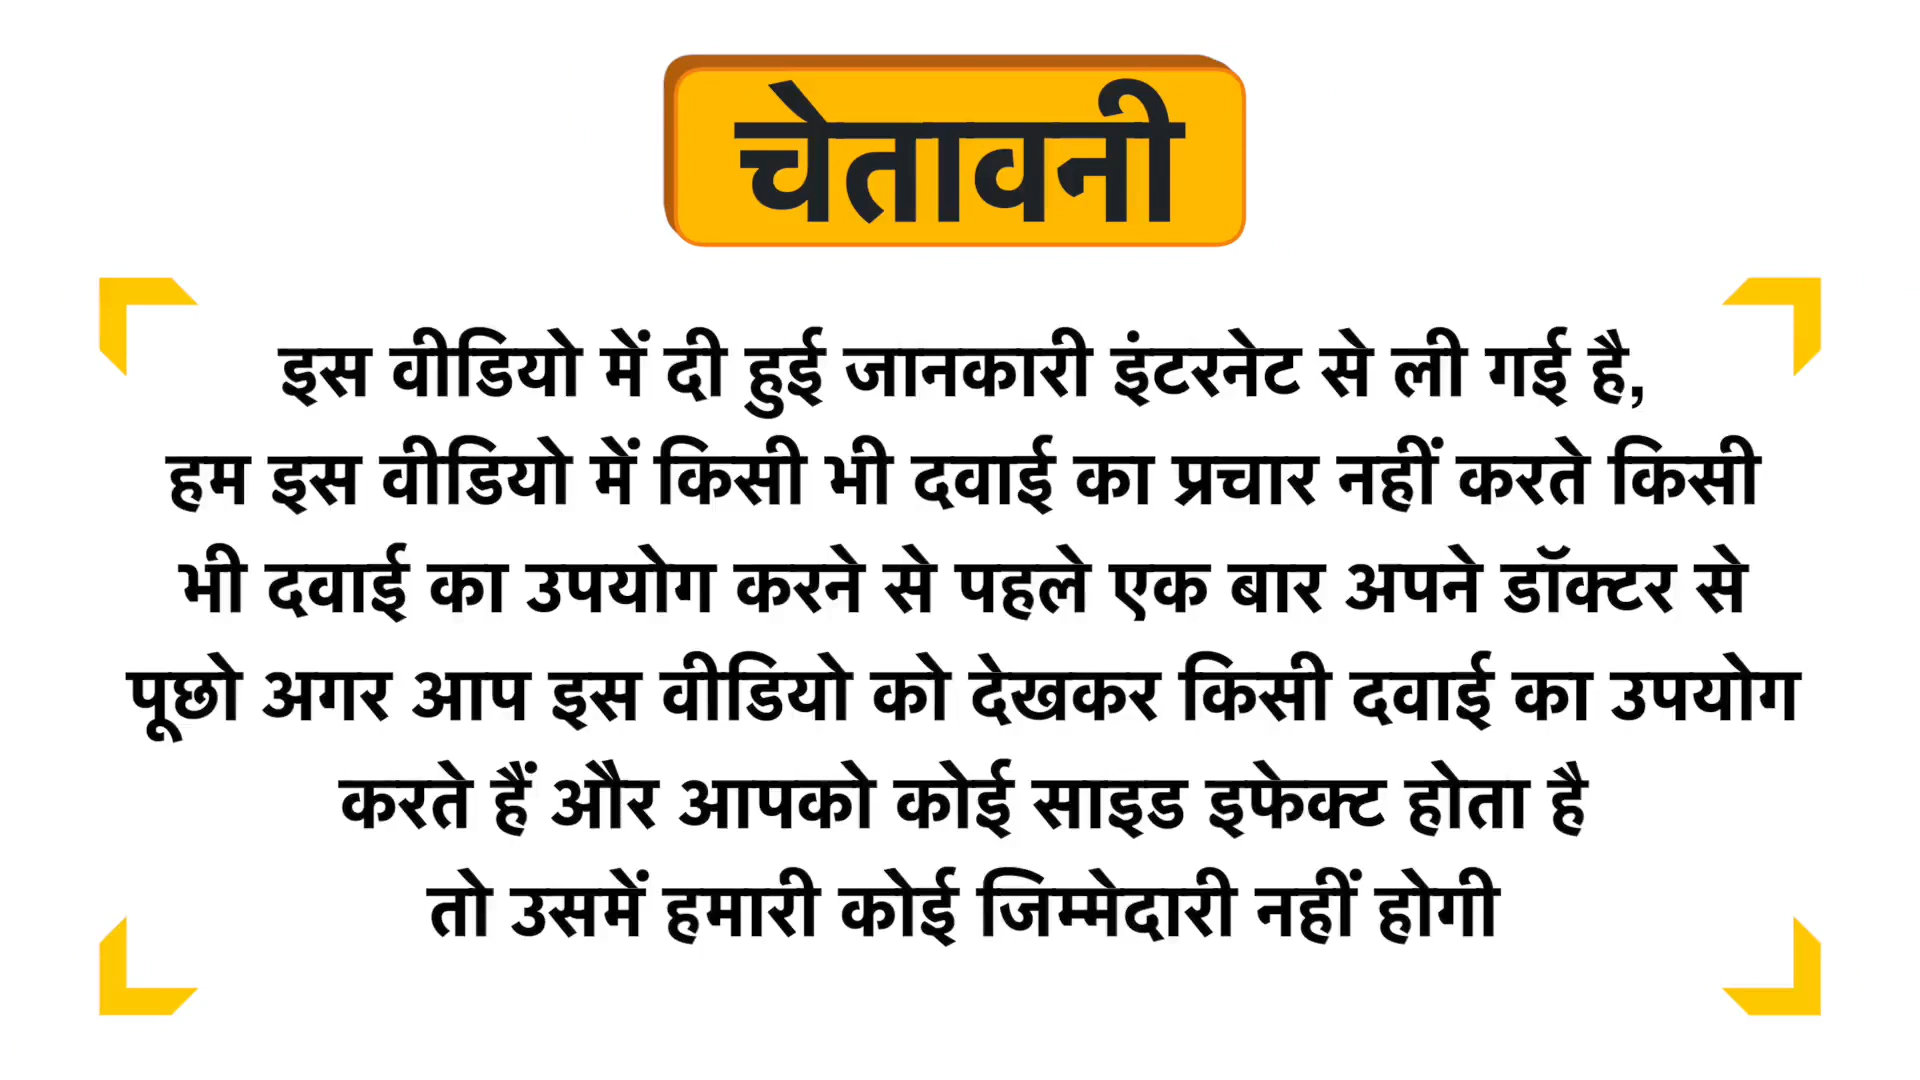 चेतावनी
इस वीडियो में दी हुई जानकारी इंटरनेट से ली गई है,
हम इस वीडियो में किसी भी दवाई का प्रचार नहीं करते किसी
भी दवाई का उपयोग करने से पहले एक बार अपने डॉक्टर से
पूछो अगर आप इस वीडियो को देखकर किसी दवाई का उपयोग
करते हैं और आपको कोई साइड इफेक्ट होता है
तो उसमें हमारी कोई जिम्मेदारी नहीं होगी